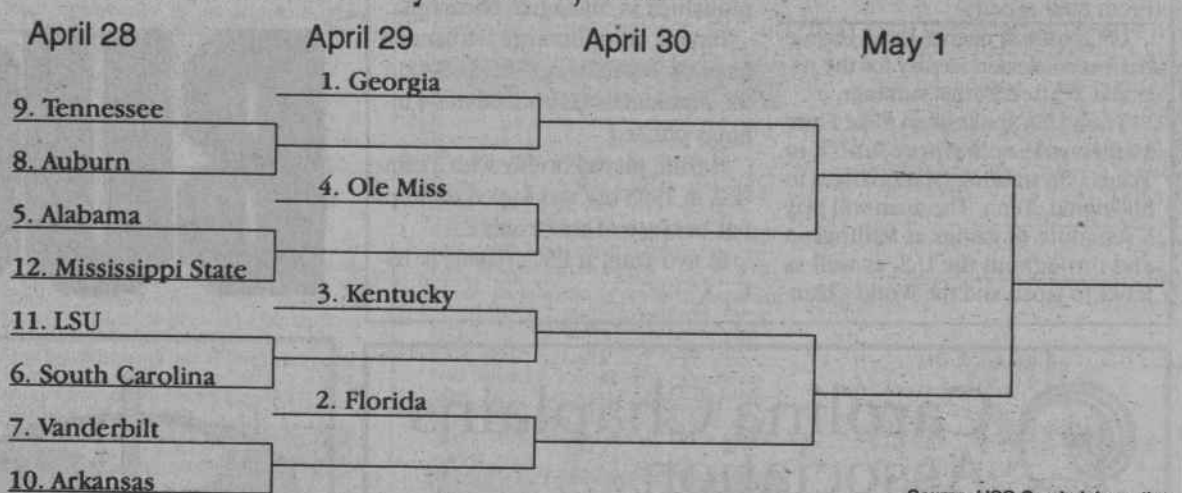 April 28
April 29
April 30
May 1
1. Georgia
9. Tennessee
8. Auburn
4. Ole Miss
5. Alabama
12. Mississippi State
3. Kentucky
11. LSU
6. South Carolina
2. Florida
7. Vanderbilt
10. Arkansas